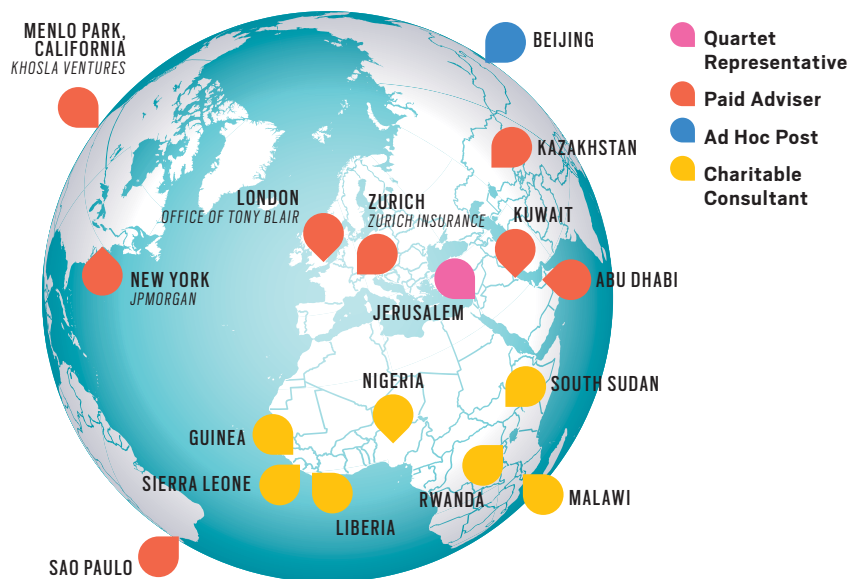 MENLO PARK,
CALIFORNIA
KHOSLA VENTURES
BEIJING
Quartet
Representative
Paid Adviser
Ad Hoc Post
Charitable
Consultant
KAZAKHSTAN
LONDON
OFFICE OF TONY BLAIR
ZURICH
ZURICH INSURANCE
KUWAIT
NEW YORK
JPMORGAN
ABU DHABI
JERUSALEM
NIGERIA
SOUTH SUDAN
GUINEA
SIERRA LEONE
LIBERIA
RWANDA
MALAWI
SAO PAULO